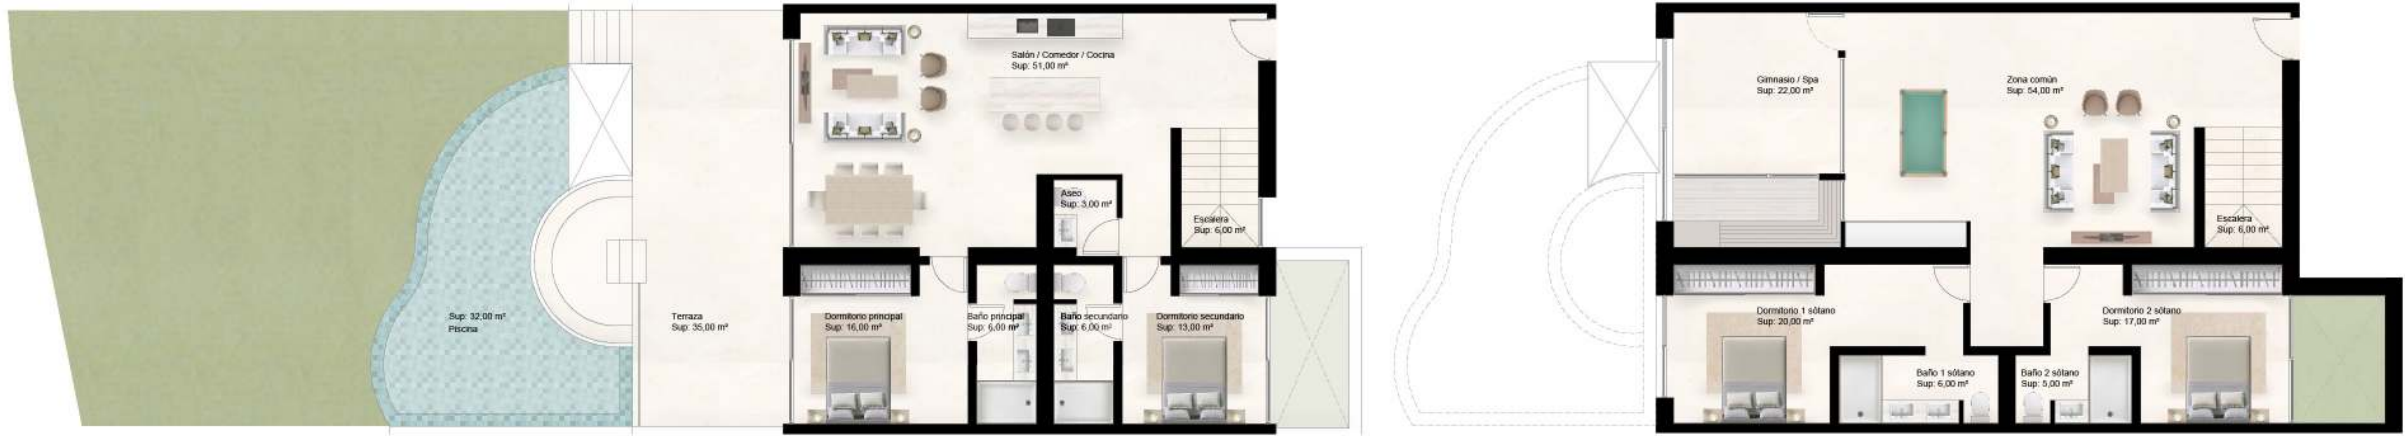 Salón / Comedor / Cocina
Sup: 51,00 m²
Aseo
Sup: 3,00 m²
Escalera
Sup: 6,00 m²
Sup: 32,00 m²
Piscina
Terraza
Sup: 35,00 m²
Dormitorio principal
Sup: 16,00 m²
Baño principal
Sup: 6,00 m²
Baño secundario
Sup: 6,00 m²
Dormitorio secundario
Sup: 13,00 m²
Gimnasio / Spa
Sup: 22,00 m²
Zona común
Sup: 54,00 m²
Escalera
Sup: 6,00 m²
Dormitorio 1 sótano
Sup: 20,00 m²
Dormitorio 2 sótano
Sup: 17,00 m²
Baño 1 sótano
Sup: 6,00 m²
Baño 2 sótano
Sup: 5,00 m²